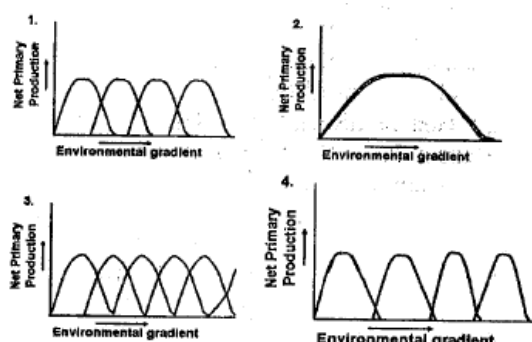 1.
Net Primary
Production
Environmental gradient
2.
Net Primary
Production
Environmental gradient
3.
Net Primary
Production
Environmental gradient
4.
Net Primary
Production
Environmental gradient